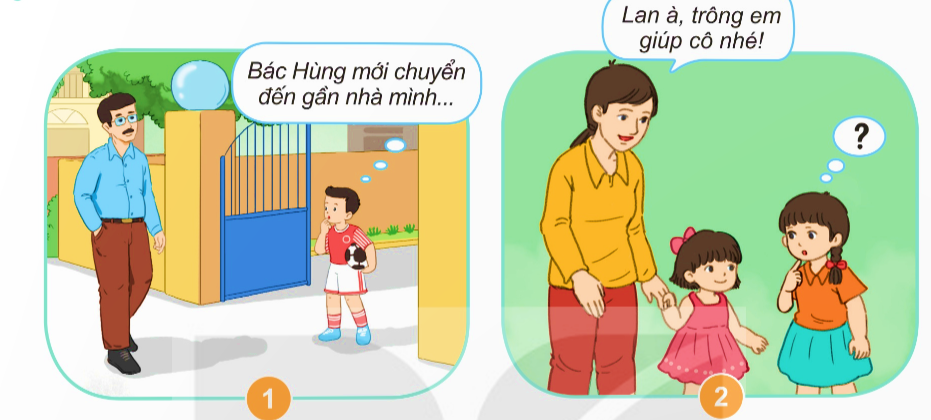 Bác Hùng mới chuyển
đến gần nhà mình...
Lan à, trông em
giúp cô nhé!
?
1
2